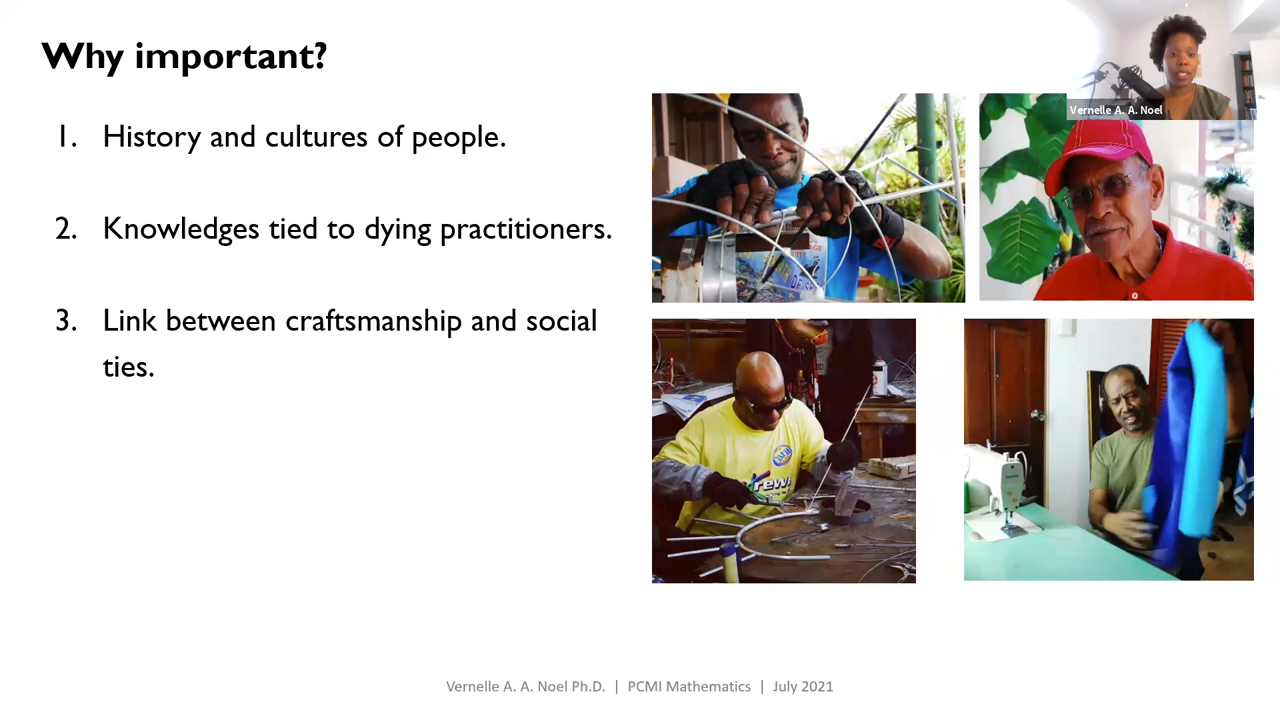 Why important?
Vernelle A. A. Noel
1. History and cultures of people.
2. Knowledges tied to dying practitioners.
3. Link between craftsmanship and social
ties.
Vernelle A. A. Noel Ph.D. | PCMI Mathematics | July 2021